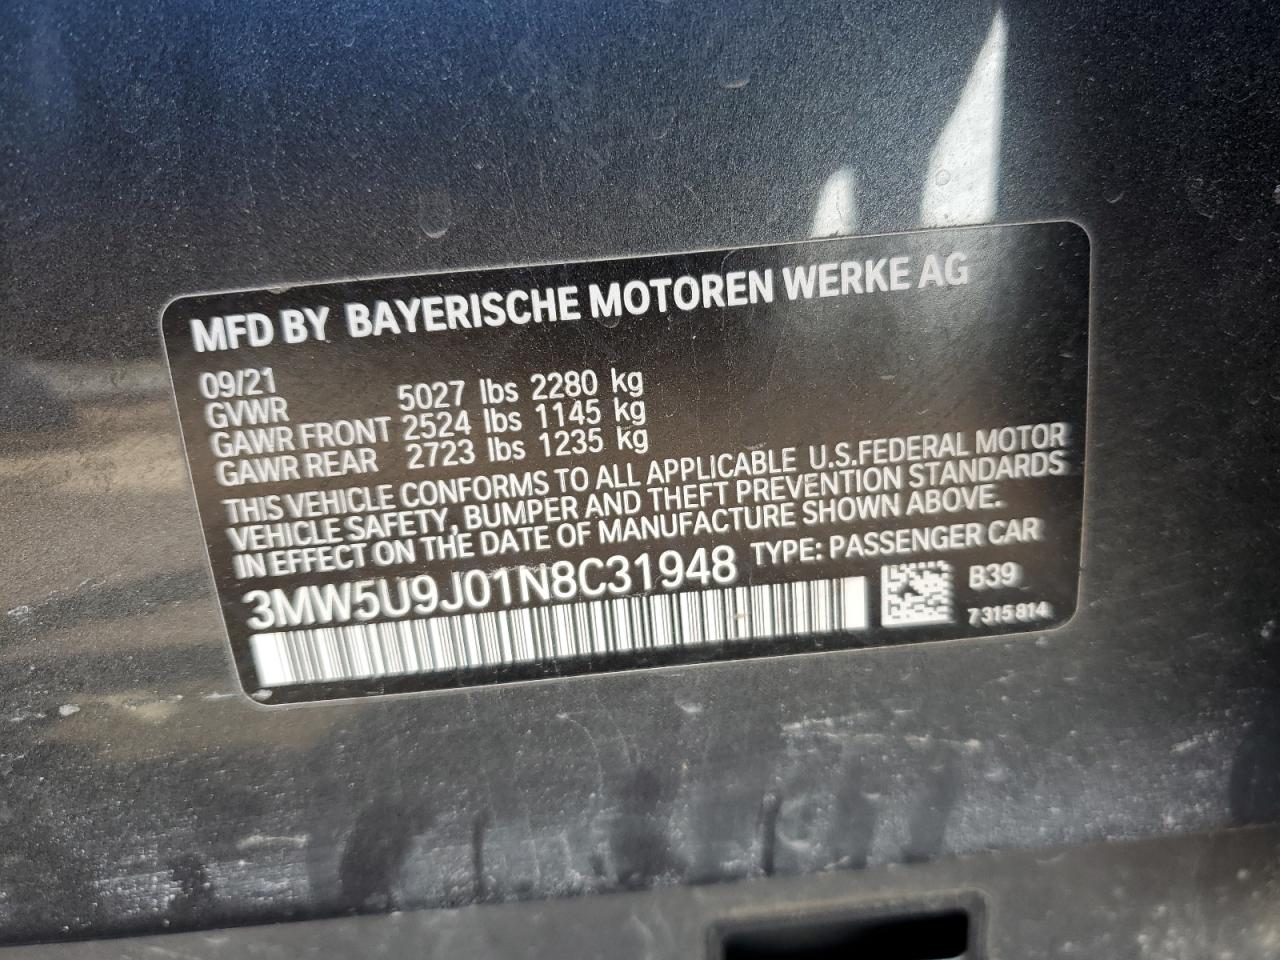 MFD BY BAYERISCHE MOTOREN WERKE AG
09/21
GVWR 5027 lbs 2280 kg
GAWR FRONT 2524 lbs 1145 kg
GAWR REAR 2723 lbs 1235 kg
THIS VEHICLE CONFORMS TO ALL APPLICABLE U.S.FEDERAL MOTOR
VEHICLE SAFETY, BUMPER AND THEFT PREVENTION STANDARDS
IN EFFECT ON THE DATE OF MANUFACTURE SHOWN ABOVE.
3MW5U9J01N8C31948 TYPE: PASSENGER CAR
B39
7 315 814